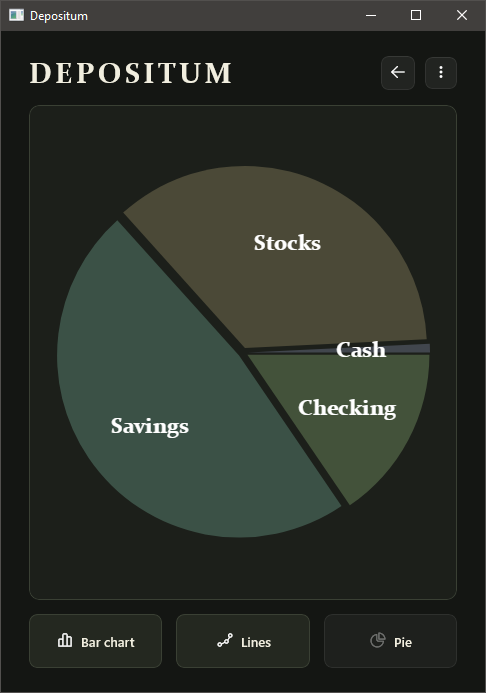 Depositum
DEPOSITUM
Stocks
Cash
Checking
Savings
Bar chart
Lines
Pie